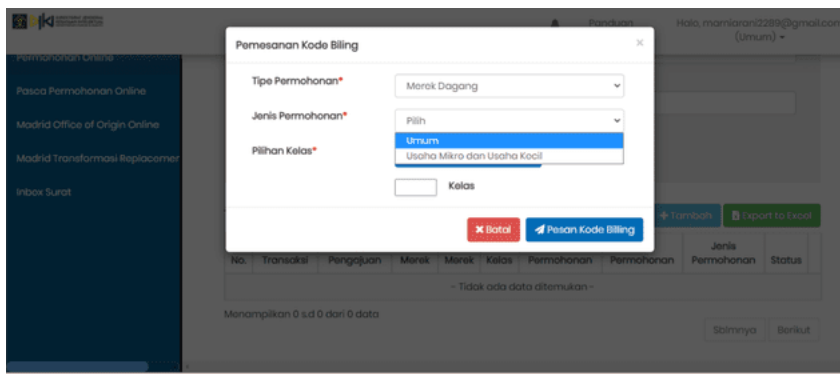 Panduan
Halo, marniarani2289@gmail.com
(Umum)
Permohonan Online
Pasca Permohonan Online
Madrid Office of Origin Online
Madrid Transformasi Replacemen
Inbox Surat
Pemesanan Kode Biling
×
Tipe Permohonan*
Merek Dagang
Jenis Permohonan*
Pilih
Umum
Usaha Mikro dan Usaha Kecil
Pilihan Kelas*
Kelas
Batal
Pesan Kode Billing
+ Tambah
Export to Excel
No. Transaksi Pengajuan Merek Merek Kelas Permohonan Permohonan Jenis Permohonan Status
- Tidak ada data ditemukan -
Menampilkan 0 s.d 0 dari 0 data
Sblmnya
Berikut